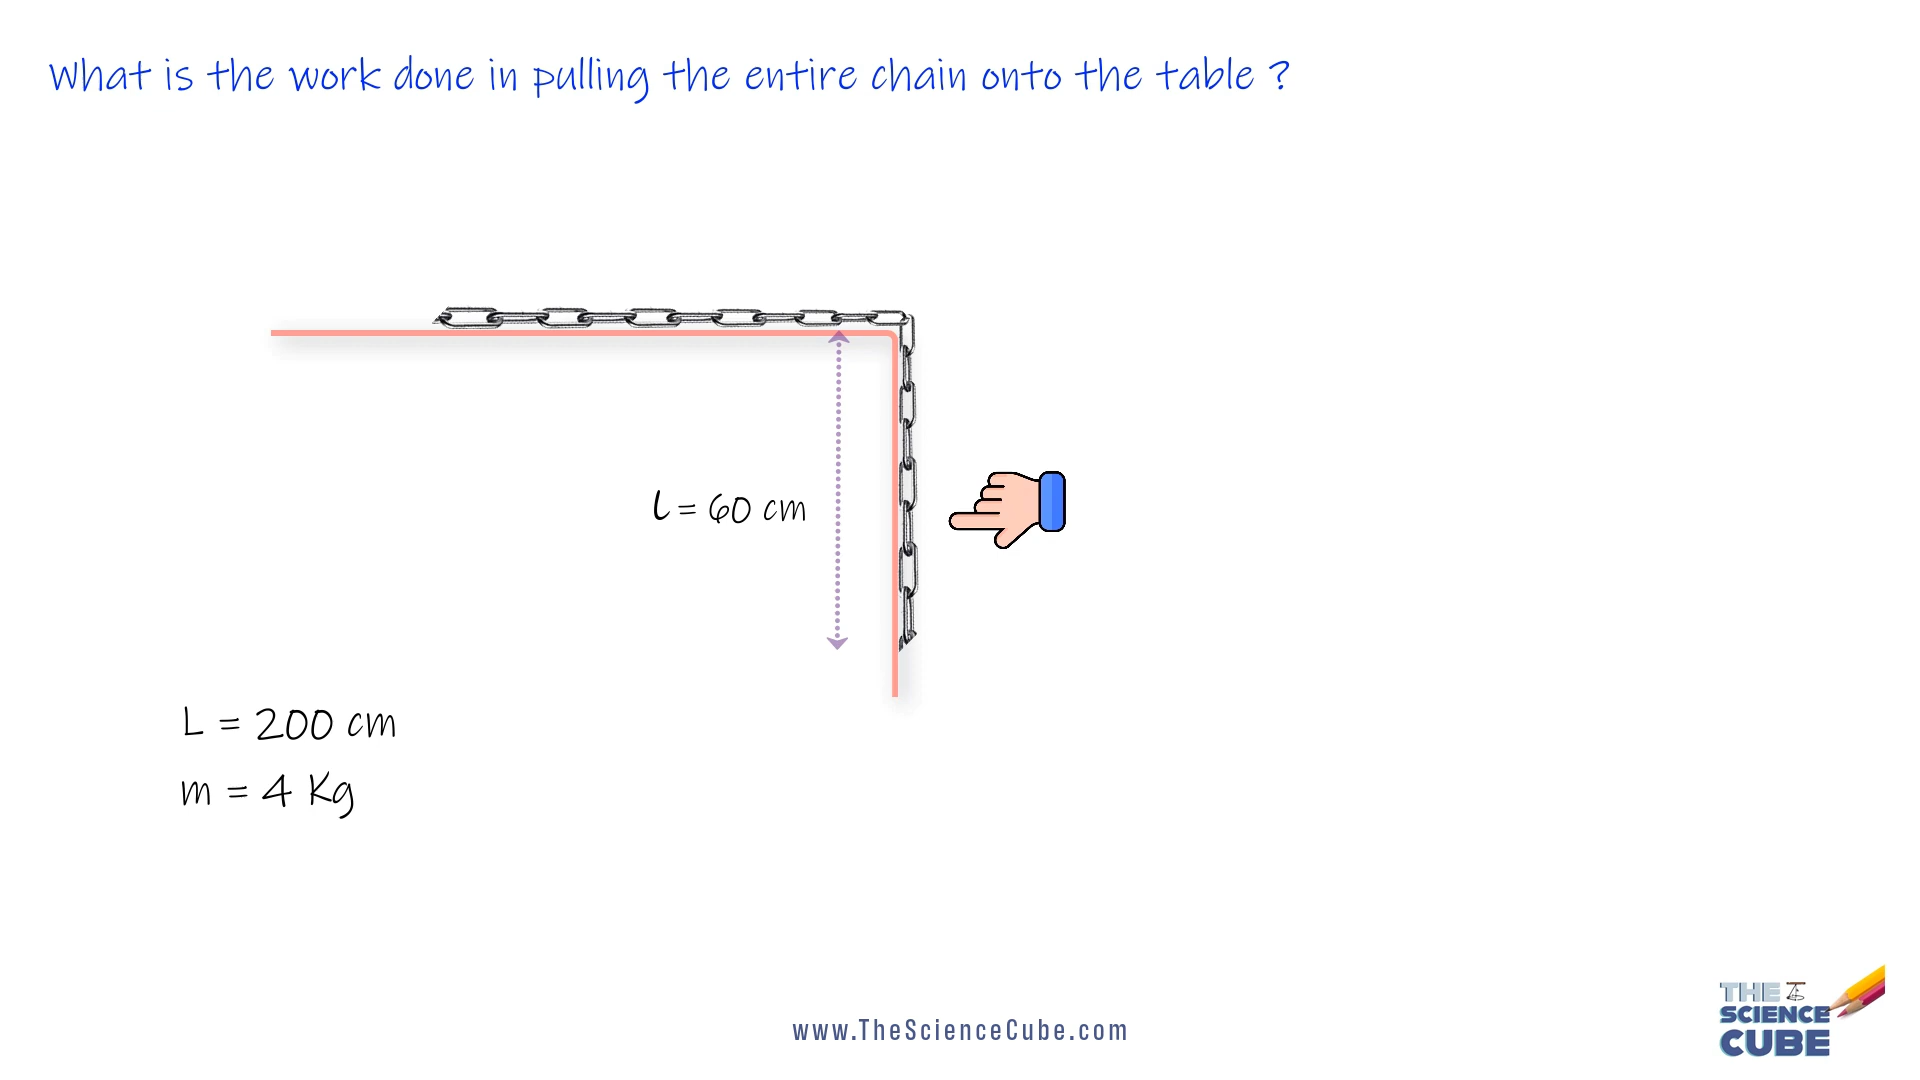 What is the work done in pulling the entire chain onto the table ?
l = 60 cm
L = 200 cm
m = 4 Kg
www.TheScienceCube.com
THE
SCIENCE
CUBE